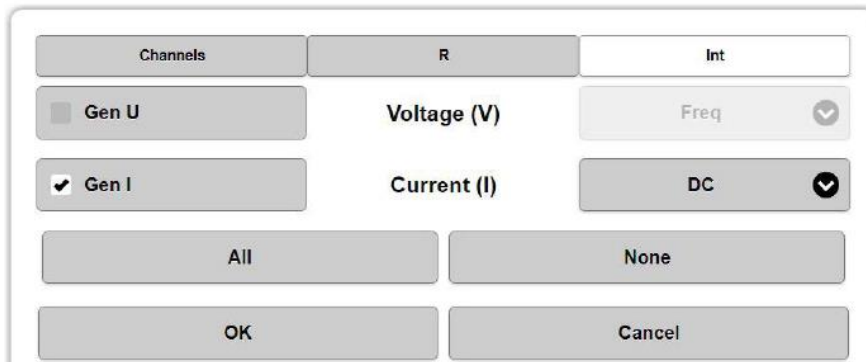 Channels R Int
Gen U Voltage (V) Freq
Gen I Current (I) DC
All None
OK Cancel